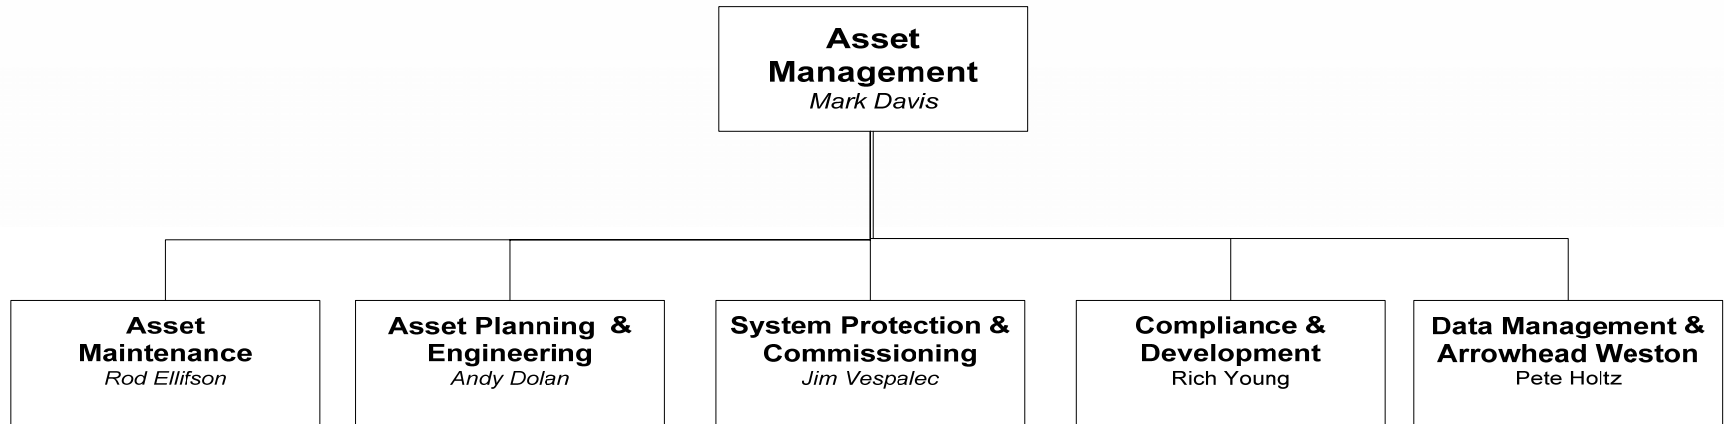 Asset
Management
Mark Davis
Asset
Maintenance
Rod Ellifson
Asset Planning &
Engineering
Andy Dolan
System Protection &
Commissioning
Jim Vespalec
Compliance &
Development
Rich Young
Data Management &
Arrowhead Weston
Pete Holtz